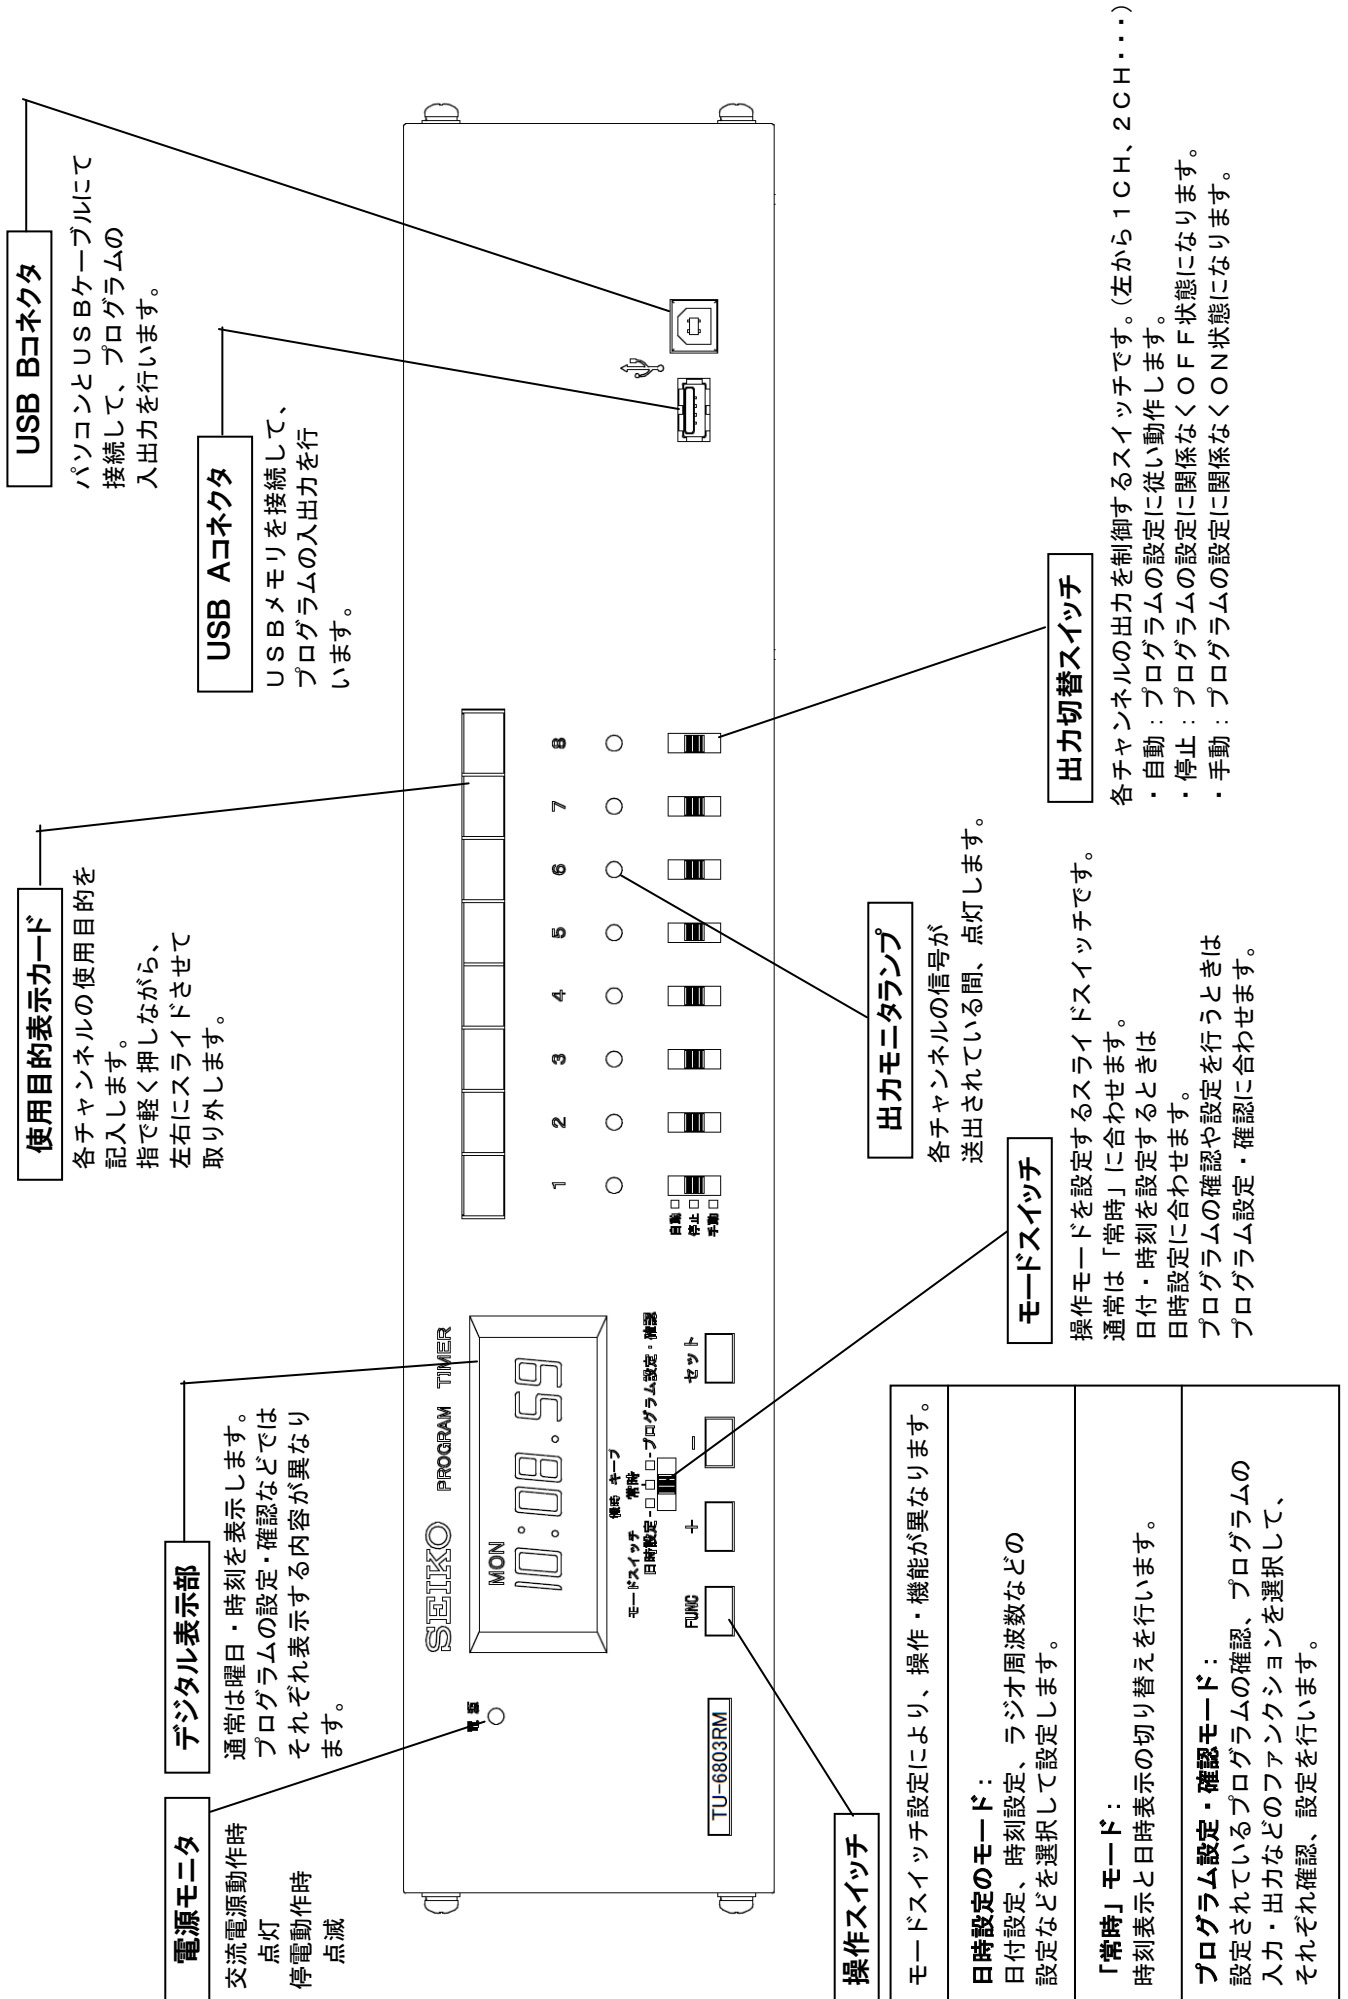 電源モニタ
交流電源動作時
点灯
停電動作時
点滅
デジタル表示部
通常は曜日・時刻を表示します。
プログラムの設定・確認などでは
それぞれ表示する内容が異なり
ます。
使用目的表示カード
各チャンネルの使用目的を
記入します。
指で軽く押しながら、
左右にスライドさせて
取り外します。
USB Aコネクタ
ＵＳＢメモリを接続して、
プログラムの入出力を行
います。
USB Bコネクタ
パソコンとＵＳＢケーブルにて
接続して、プログラムの
入出力を行います。
電源
SEIKO PROGRAM TIMER
MON
10:08.59
モードスイッチ
日時設定
常時
プログラム設定・確認
FUNC
+
-
セット
TU-6803RM
1 2 3 4 5 6 7 8
自動
停止
手動
操作スイッチ
モードスイッチ設定により、操作・機能が異なります。
日時設定のモード：
日付設定、時刻設定、ラジオ周波数などの
設定などを選択して設定します。
「常時」モード：
時刻表示と日時表示の切り替えを行います。
プログラム設定・確認モード：
設定されているプログラムの確認、プログラムの
入力・出力などのファンクションを選択して、
それぞれ確認、設定を行います。
モードスイッチ
操作モードを設定するスライドスイッチです。
通常は「常時」に合わせます。
日付・時刻を設定するときは
日時設定に合わせます。
プログラムの確認や設定を行うときは
プログラム設定・確認に合わせます。
出力モニタランプ
各チャンネルの信号が
送出されている間、点灯します。
出力切替スイッチ
各チャンネルの出力を制御するスイッチです。（左から１ＣＨ、２ＣＨ・・・）
・自動：プログラムの設定に従い動作します。
・停止：プログラムの設定に関係なくＯＦＦ状態になります。
・手動：プログラムの設定に関係なくＯＮ状態になります。